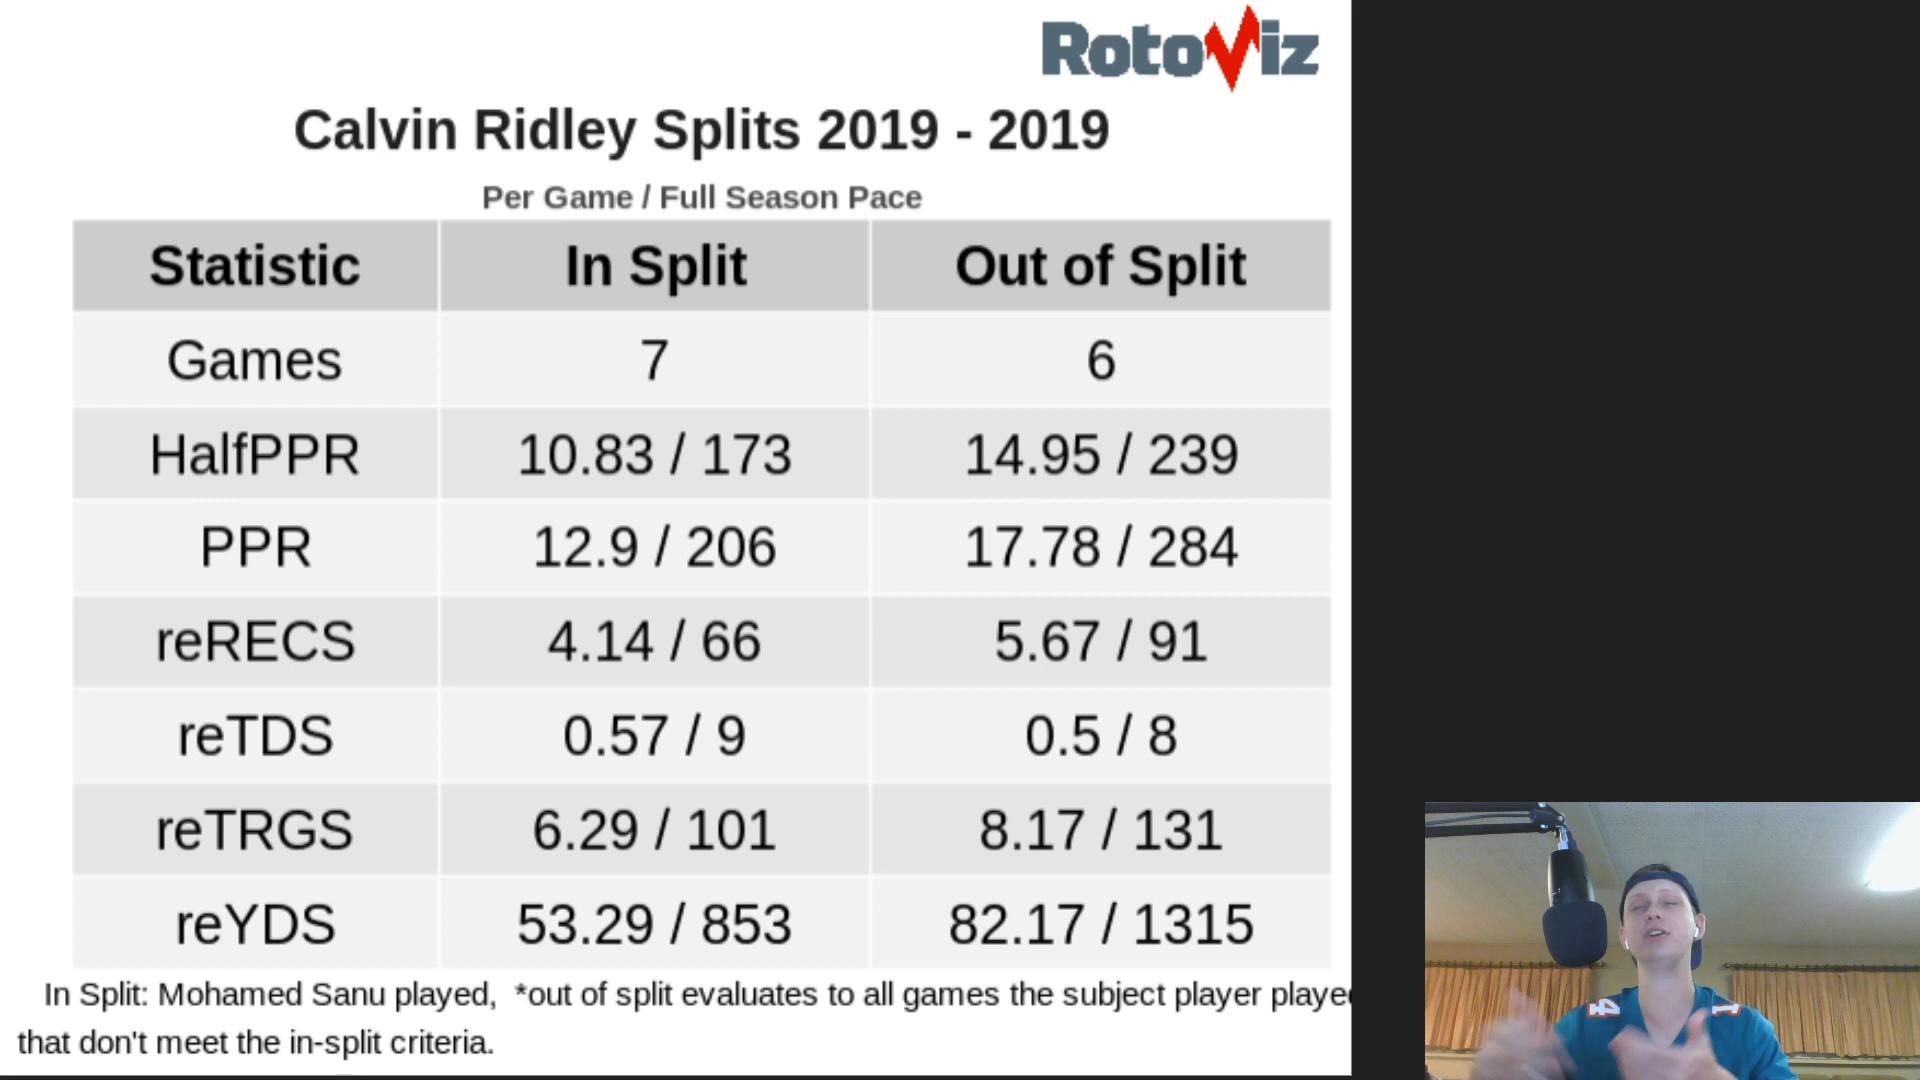 RotoViz
Calvin Ridley Splits 2019 - 2019
Per Game / Full Season Pace
Statistic In Split Out of Split
Games 7 6
HalfPPR 10.83 / 173 14.95 / 239
PPR 12.9 / 206 17.78 / 284
reRECS 4.14 / 66 5.67 / 91
reTDS 0.57 / 9 0.5 / 8
reTRGS 6.29 / 101 8.17 / 131
reYDS 53.29 / 853 82.17 / 1315
In Split: Mohamed Sanu played, *out of split evaluates to all games the subject player played
that don't meet the in-split criteria.
4 1